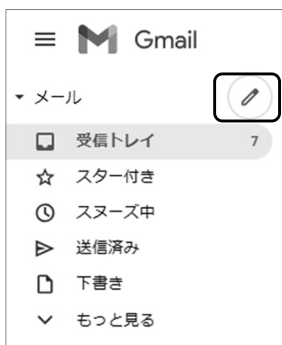 Gmail
メール
受信トレイ 7
スター付き
スヌーズ中
送信済み
下書き
もっと見る